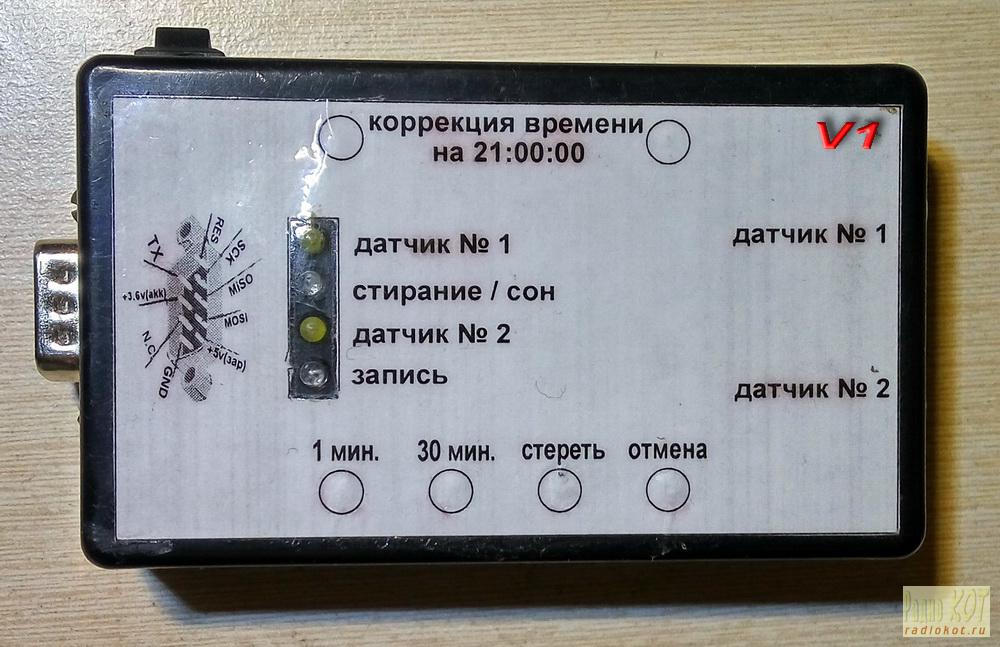 коррекция времени
на 21:00:00
V1
датчик № 1
стирание / сон
датчик № 2
запись
датчик № 1
датчик № 2
TX
+3.6v(akk)
N.C.
GND
RES
SCK
MiSO
MOSi
+5v(зар)
1 мин.
30 мин.
стереть
отмена
Радио КОТ
radiokot.ru